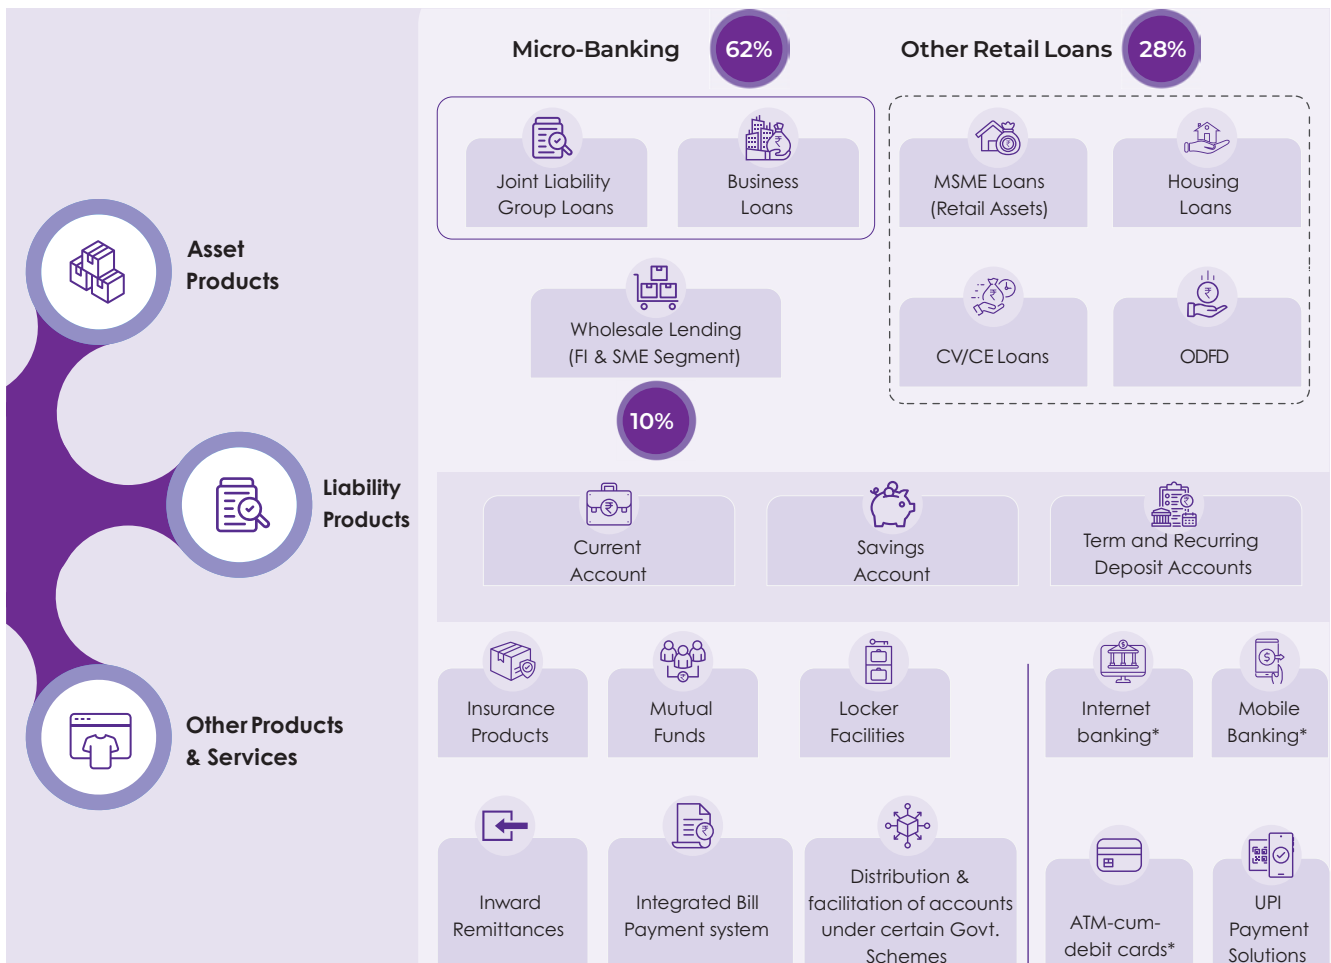 Micro-Banking
62%
Other Retail Loans
28%
Joint Liability
Group Loans
Business
Loans
MSME Loans
(Retail Assets)
Housing
Loans
Asset
Products
Wholesale Lending
(FI & SME Segment)
10%
CV/CE Loans
ODFD
Liability
Products
Current
Account
Savings
Account
Term and Recurring
Deposit Accounts
Other Products
& Services
Insurance
Products
Mutual
Funds
Locker
Facilities
Internet
banking*
Mobile
Banking*
Inward
Remittances
Integrated Bill
Payment system
Distribution &
facilitation of accounts
under certain Govt.
Schemes
ATM-cum-
debit cards*
UPI
Payment
Solutions